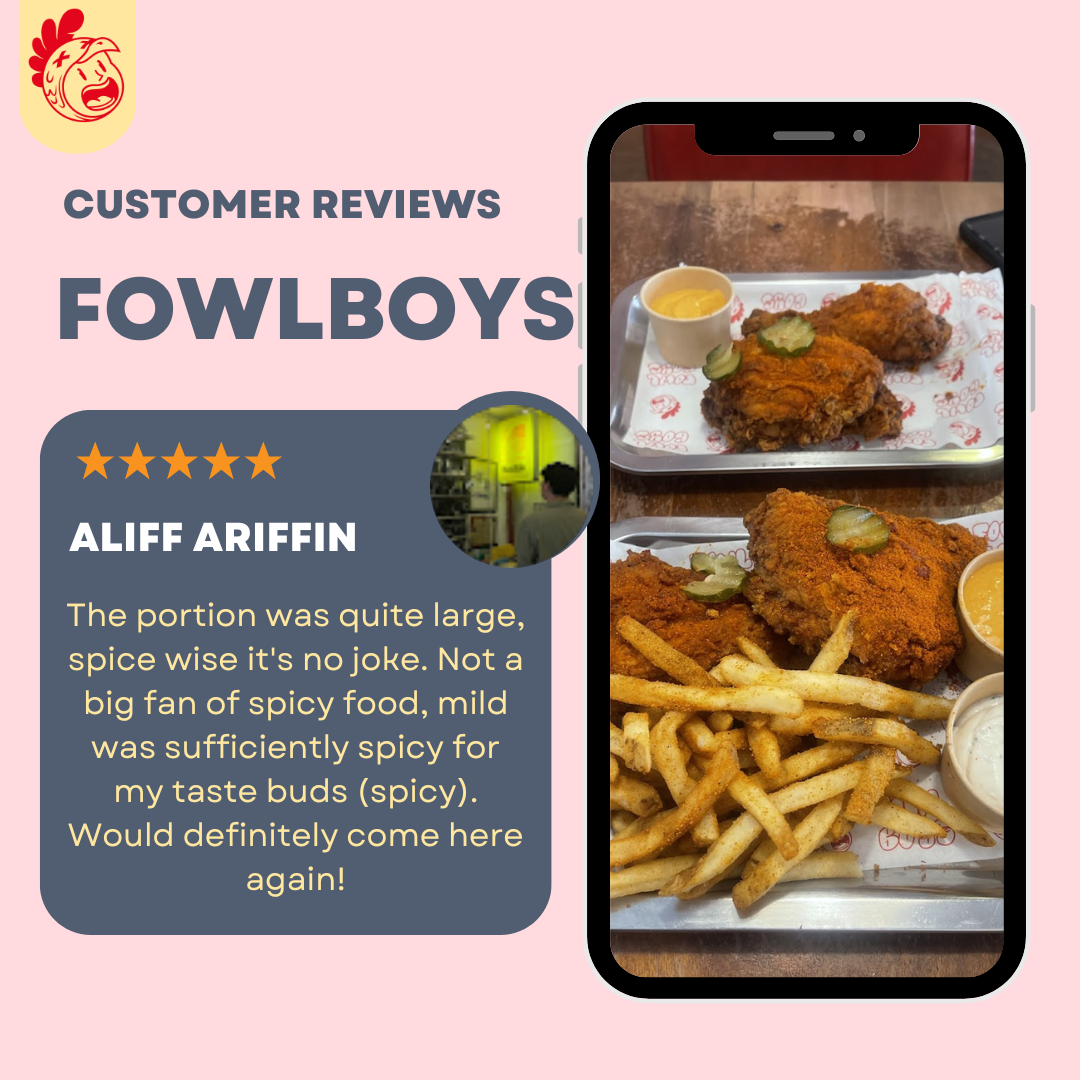 CUSTOMER REVIEWS
FOWLBOYS
ALIFF ARIFFIN
The portion was quite large,
spice wise it's no joke. Not a
big fan of spicy food, mild
was sufficiently spicy for
my taste buds (spicy).
Would definitely come here
again!